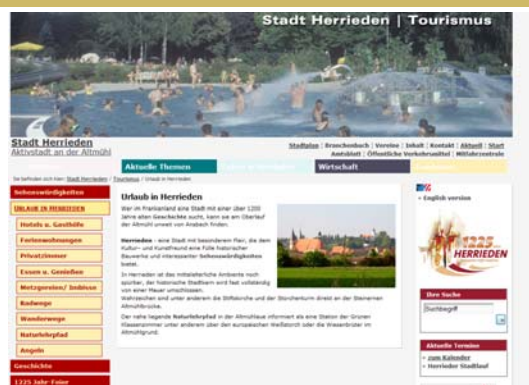 Stadt Herrieden | Tourismus
Stadt Herrieden
Aktivstadt an der Altmühl
Stadtplan | Branchenbuch | Vereine | Inhalt | Kontakt | Aktuell | Start
Amtsblatt | Öffentliche Verkehrsmittel | Mitfahrzentrale
Aktuelle Themen
Wirtschaft
Sie befinden sich hier: Stadt Herrieden / Tourismus / Urlaub in Herrieden
Sehenswürdigkeiten
URLAUB IN HERRIEDEN
Hotels u. Gasthöfe
Ferienwohnungen
Privatzimmer
Essen u. Genießen
Metzgereien/ Imbisse
Radwege
Wanderwege
Naturlehrpfad
Angeln
Geschichte
1225 Jahr-Feier
Urlaub in Herrieden
Wer im Frankenland eine Stadt mit einer über 1200
Jahre alten Geschichte sucht, kann sie am Oberlauf
der Altmühl unweit von Ansbach finden.
Herrieden - eine Stadt mit besonderem Flair, die dem
Kultur- und Kunstfreund eine Fülle historischer
Bauwerke und interessanter Sehenswürdigkeiten
bietet.
In Herrieden ist das mittelalterliche Ambiente noch
spürbar, der historische Stadtkern wird fast vollständig
von einer Mauer umschlossen.
Wahrzeichen sind unter anderem die Stiftskirche und der Storchenturm direkt an der Steinernen
Altmühlbrücke.
Der nahe liegende Naturlehrpfad in der Altmühlaue informiert als eine Station der Grünen
Klassenzimmer unter anderem über den europäischen Weißstorch oder die Wiesenbrüter im
Altmühlgrund.
English version
1225
HERRIEDEN
Ihre Suche
Suchbegriff
Aktuelle Termine
zum Kalender
Herrieder Stadtlauf